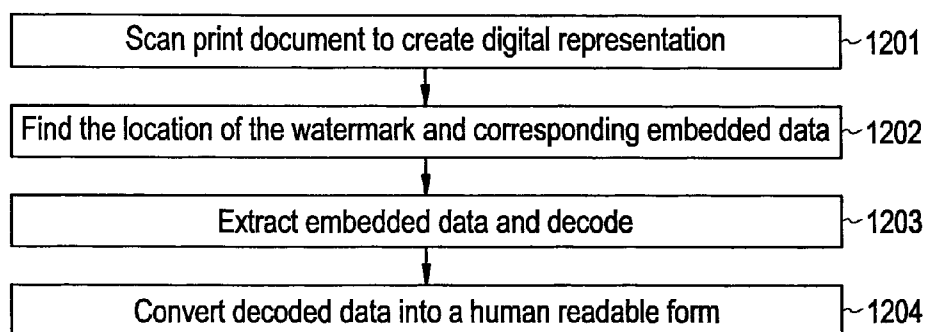 Scan print document to create digital representation ~1201
Find the location of the watermark and corresponding embedded data ~1202
Extract embedded data and decode ~1203
Convert decoded data into a human readable form ~1204